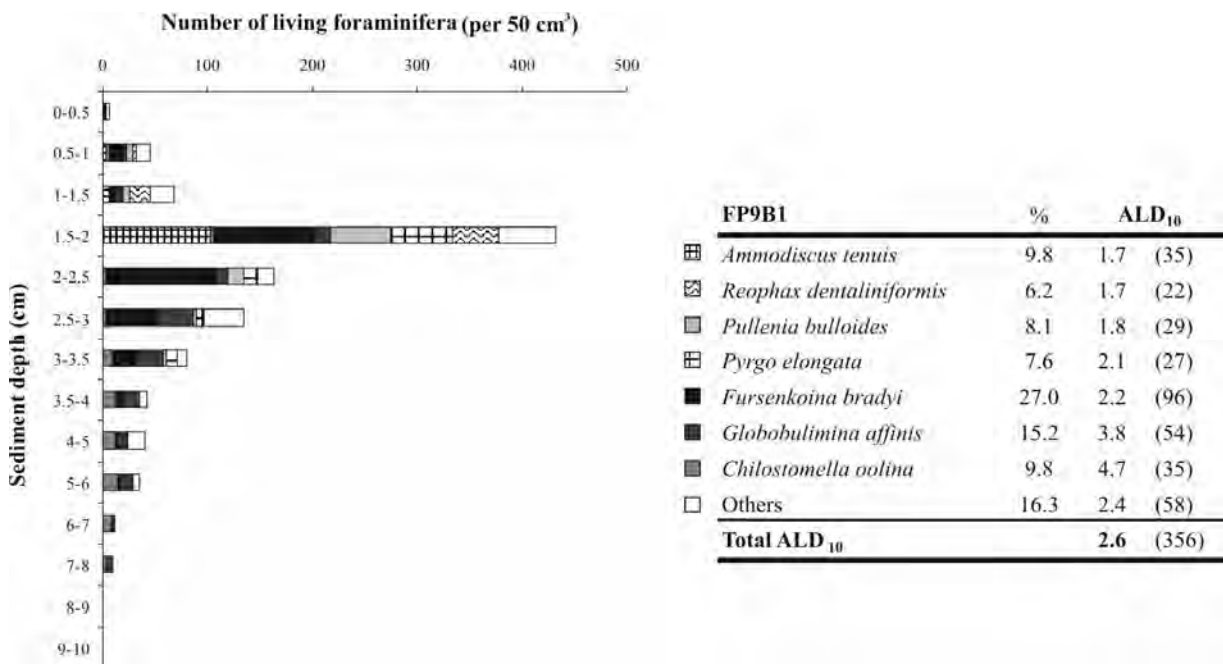 Number of living foraminifera (per 50 cm³)
0 100 200 300 400 500
Sediment depth (cm)
0-0.5
0.5-1
1-1.5
1.5-2
2-2.5
2.5-3
3-3.5
3.5-4
4-5
5-6
6-7
7-8
8-9
9-10
FP9B1 % ALD₁₀
Ammodiscus tenuis 9.8 1.7 (35)
Reophax dentaliniformis 6.2 1.7 (22)
Pullenia bulloides 8.1 1.8 (29)
Pyrgo elongata 7.6 2.1 (27)
Fursenkoina bradyi 27.0 2.2 (96)
Globobulimina affinis 15.2 3.8 (54)
Chilostomella oolina 9.8 4.7 (35)
Others 16.3 2.4 (58)
Total ALD ₁₀ 2.6 (356)